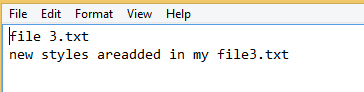 File Edit Format View Help
file 3.txt
new styles areadded in my file3.txt